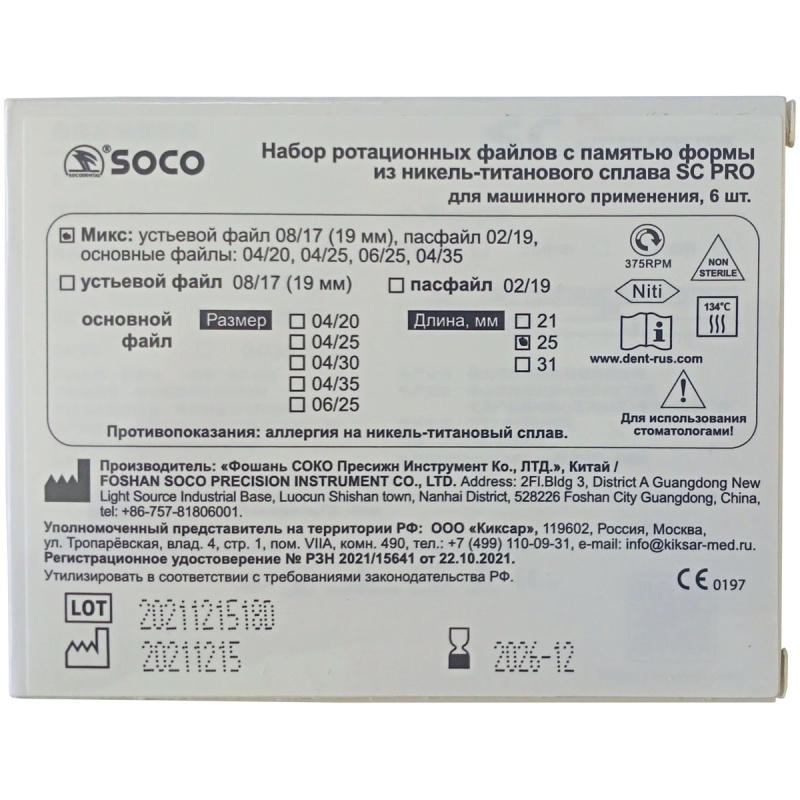 SOCO
SOCODENTAL
Набор ротационных файлов с памятью формы
из никель-титанового сплава SC PRO
для машинного применения, 6 шт.
Микс: устьевой файл 08/17 (19 мм), пасфайл 02/19,
основные файлы: 04/20, 04/25, 06/25, 04/35
устьевой файл 08/17 (19 мм) пасфайл 02/19
основной файл
Размер
04/20
04/25
04/30
04/35
06/25
Длина, мм
21
25
31
375RPM
NON
STERILE
Niti
134°C
www.dent-rus.com
Для использования
стоматологами!
Противопоказания: аллергия на никель-титановый сплав.
Производитель: «Фошань СОКО Пресижн Инструмент Ко., ЛТД.», Китай /
FOSHAN SOCO PRECISION INSTRUMENT CO., LTD. Address: 2Fl.Bldg 3, District A Guangdong New
Light Source Industrial Base, Luocun Shishan town, Nanhai District, 528226 Foshan City Guangdong, China,
tel: +86-757-81806001.
Уполномоченный представитель на территории РФ: ООО «Киксар», 119602, Россия, Москва,
ул. Тропарёвская, влад. 4, стр. 1, пом. VIIA, комн. 490, тел.: +7 (499) 110-09-31, e-mail: info@kiksar-med.ru.
Регистрационное удостоверение № РЗН 2021/15641 от 22.10.2021.
Утилизировать в соответствии с требованиями законодательства РФ.
CE 0197
LOT 20211215180
20211215
2026-12